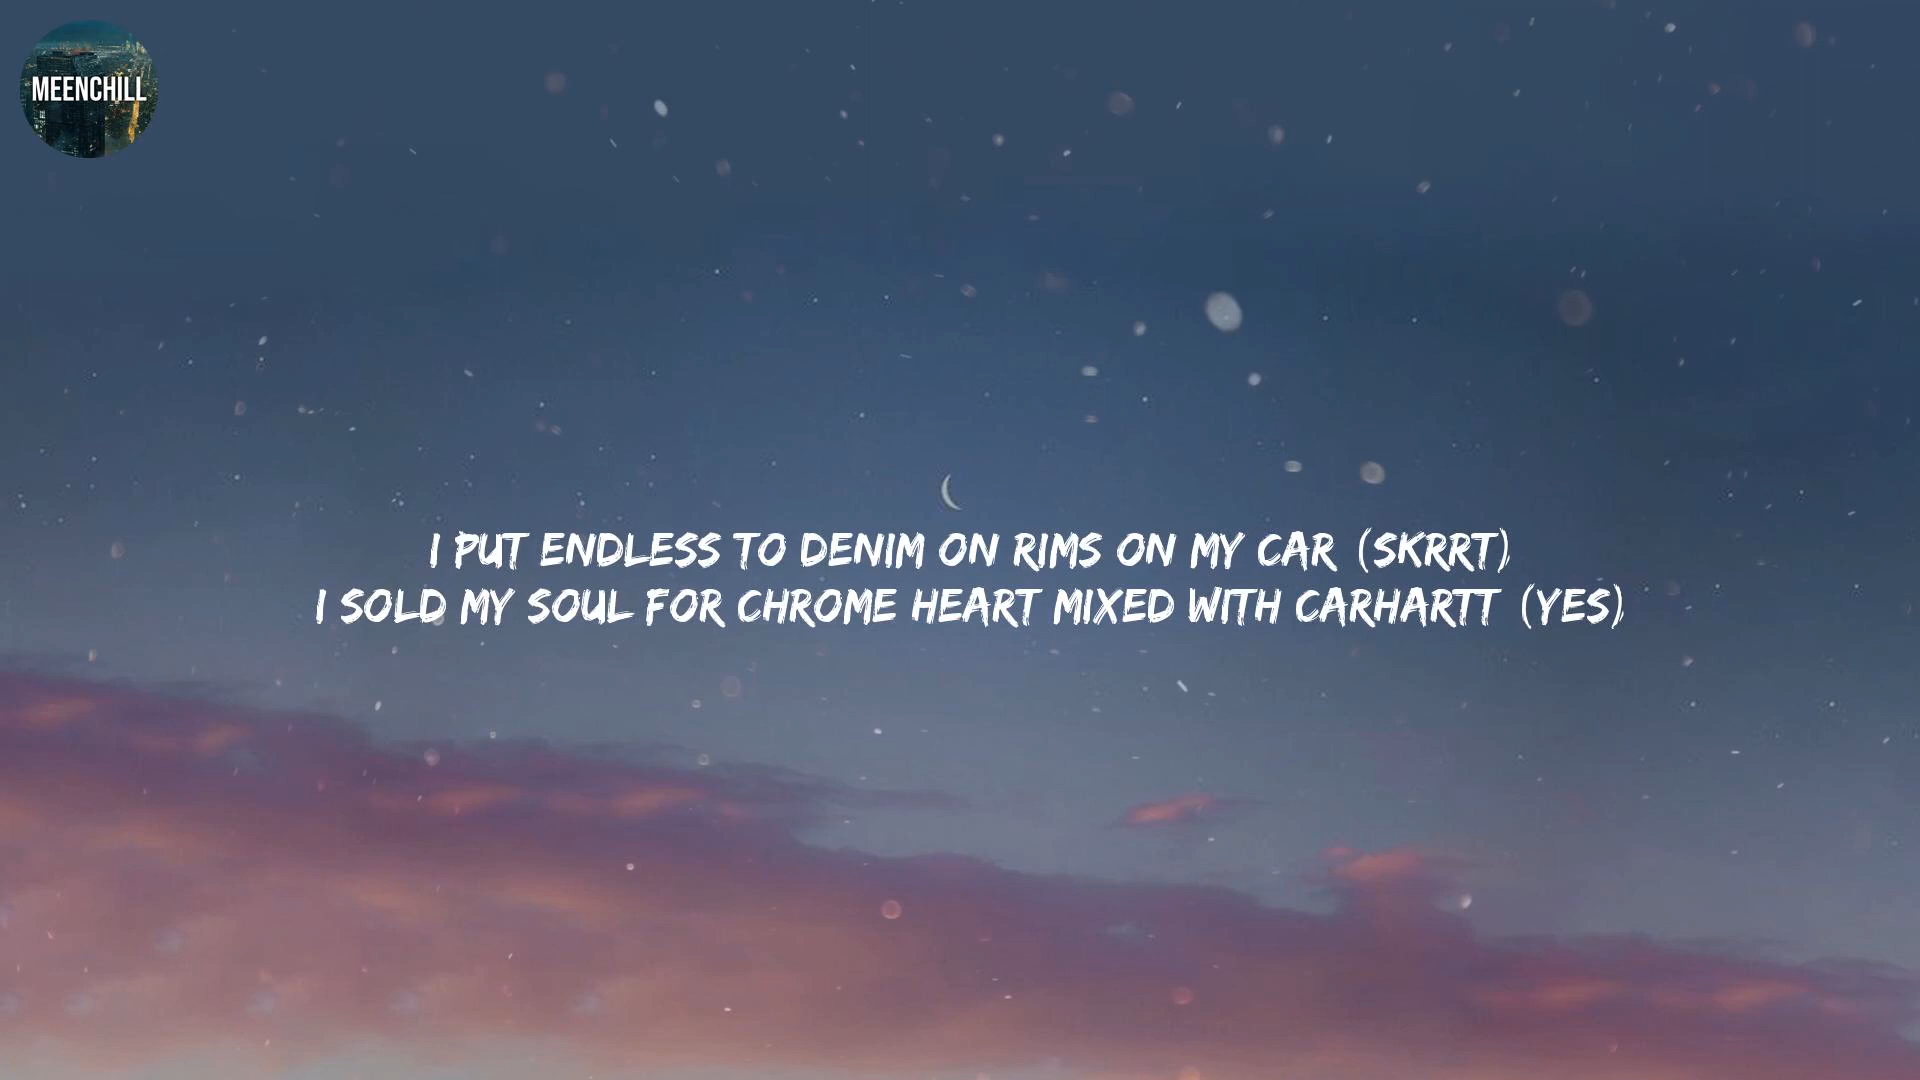 MEENCHILL
I PUT ENDLESS TO DENIM ON RIMS ON MY CAR (SKRRT)
I SOLD MY SOUL FOR CHROME HEART MIXED WITH CARHARTT (YES)